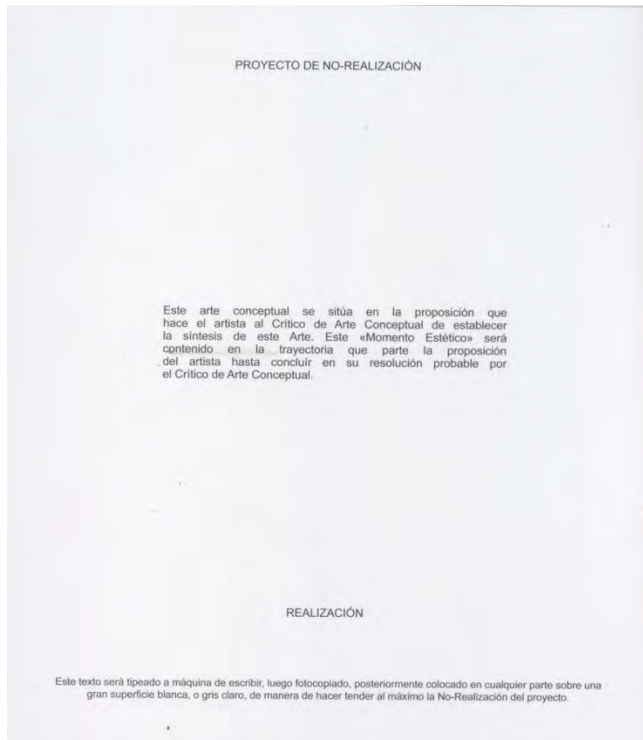 PROYECTO DE NO-REALIZACIÓN
Este arte conceptual se sitúa en la proposición que
hace el artista al Crítico de Arte Conceptual de establecer
la síntesis de este Arte. Este «Momento Estético» será
contenido en la trayectoria que parte la proposición
del artista hasta concluir en su resolución probable por
el Crítico de Arte Conceptual.
REALIZACIÓN
Este texto será tipeado a máquina de escribir, luego fotocopiado, posteriormente colocado en cualquier parte sobre una
gran superficie blanca, o gris claro, de manera de hacer tender al máximo la No-Realización del proyecto.